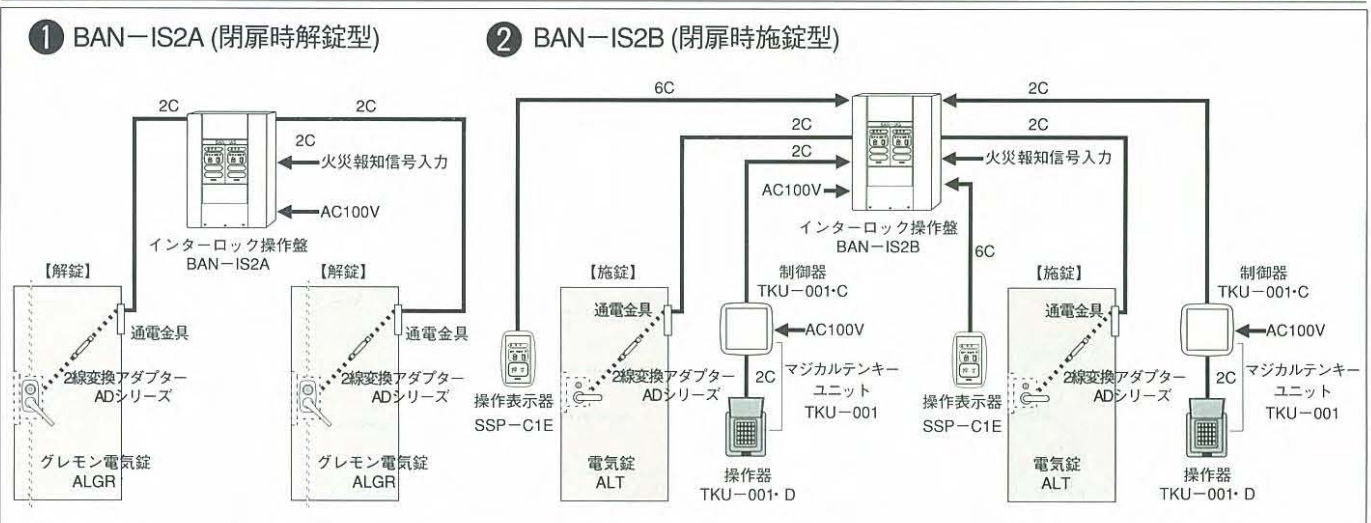 ❶ BAN－IS2A (閉扉時解錠型)
2C
2C
2C
火災報知信号入力
AC100V
インターロック操作盤
BAN－IS2A
【解錠】
【解錠】
通電金具
通電金具
2線変換アダプター
ADシリーズ
2線変換アダプター
ADシリーズ
グレモン電気錠
ALGR
グレモン電気錠
ALGR
❷ BAN－IS2B (閉扉時施錠型)
6C
2C
2C
2C
2C
火災報知信号入力
AC100V
インターロック操作盤
BAN－IS2B
6C
【施錠】
制御器
TKU－001・C
【施錠】
制御器
TKU－001・C
通電金具
AC100V
通電金具
AC100V
2線変換アダプター
ADシリーズ
2C
マジカルテンキー
ユニット
TKU－001
2線変換アダプター
ADシリーズ
2C
マジカルテンキー
ユニット
TKU－001
操作表示器
SSP－C1E
操作表示器
SSP－C1E
電気錠
ALT
操作器
TKU－001・D
電気錠
ALT
操作器
TKU－001・D